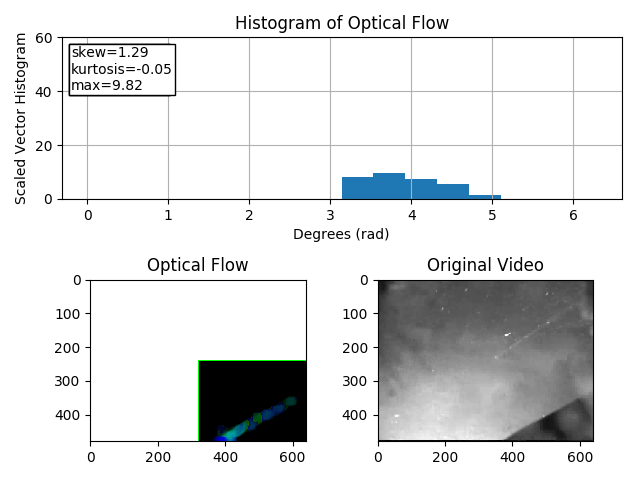 Histogram of Optical Flow
Scaled Vector Histogram
60
40
20
0
skew=1.29
kurtosis=-0.05
max=9.82
0 1 2 3 4 5 6
Degrees (rad)
Optical Flow
0
100
200
300
400
0 200 400 600
Original Video
0
100
200
300
400
0 200 400 600